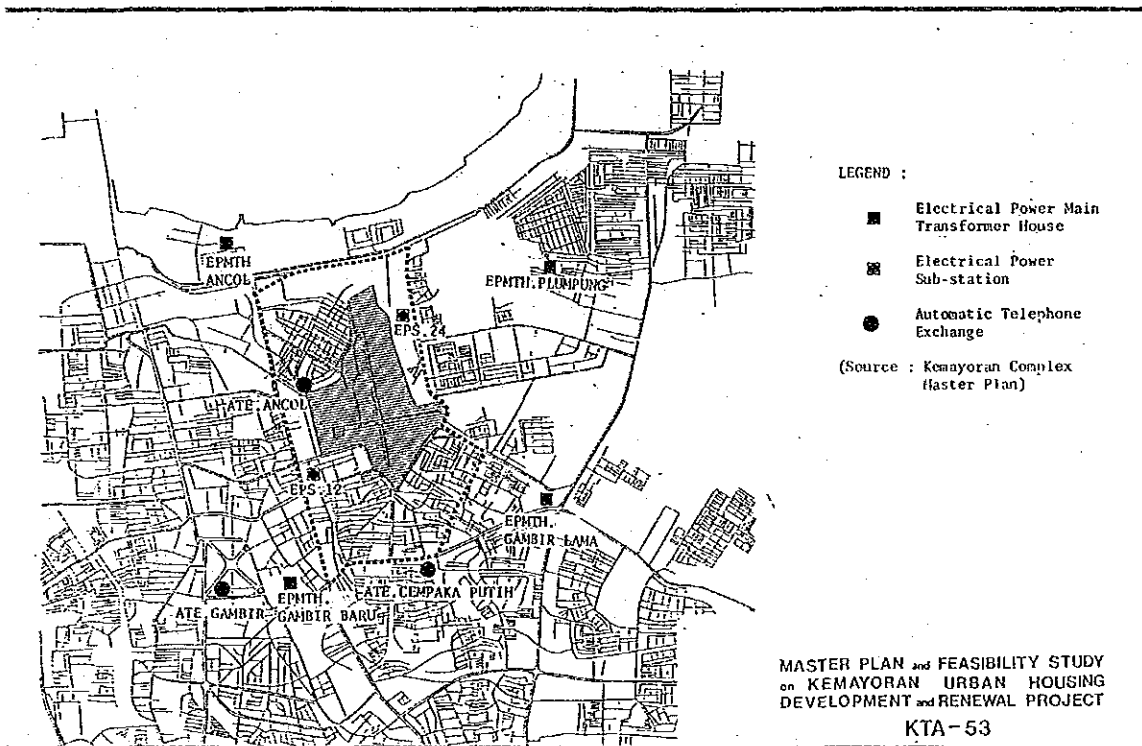 EPMTH
ANCOL
EPMTH.PLUMPUNG
EPS 24
ATE.ANCOL
EPS 12
EPMTH.
GAMBIR LAMA
ATE.CEMPAKA PUTIH
ATE GAMBIR
EPMTH.
GAMBIR BARU
LEGEND :
Electrical Power Main
Transformer House
Electrical Power
Sub-station
Automatic Telephone
Exchange
(Source : Kemayoran Complex
Master Plan)
MASTER PLAN and FEASIBILITY STUDY
on KEMAYORAN URBAN HOUSING
DEVELOPMENT and RENEWAL PROJECT
KTA-53